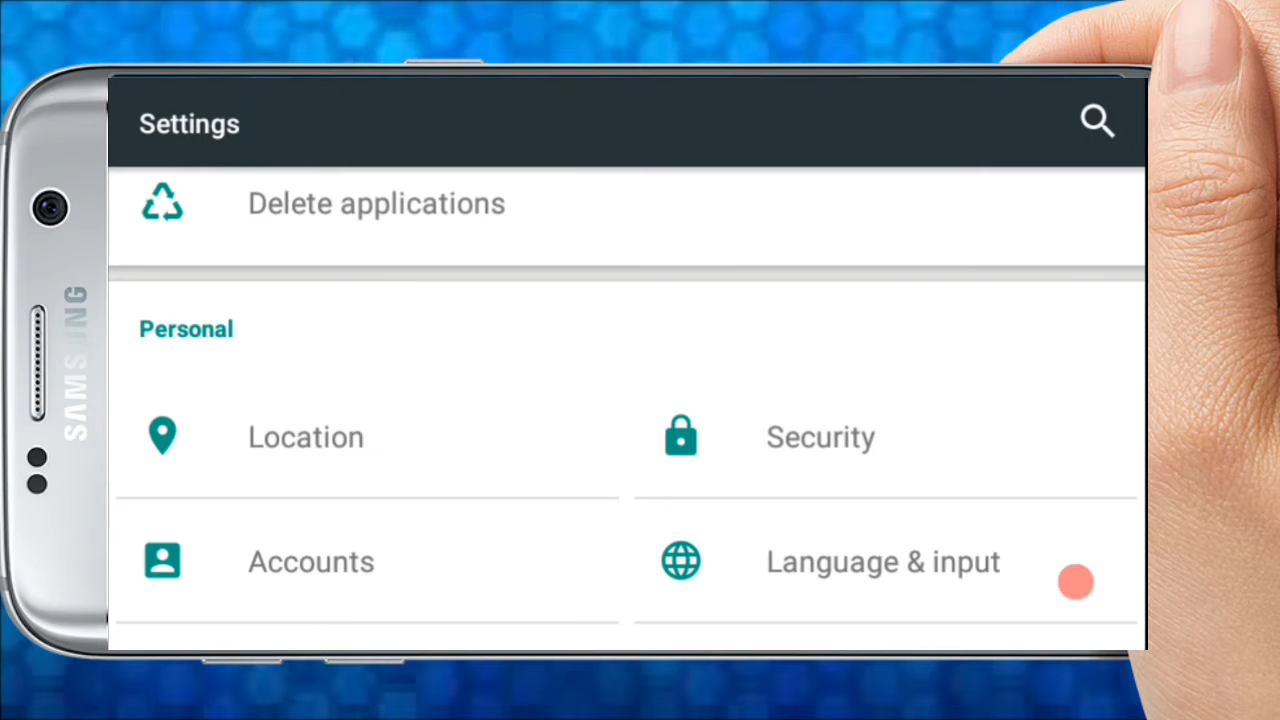 Settings
Delete applications
Personal
Location
Security
Accounts
Language & input
SAMSUNG